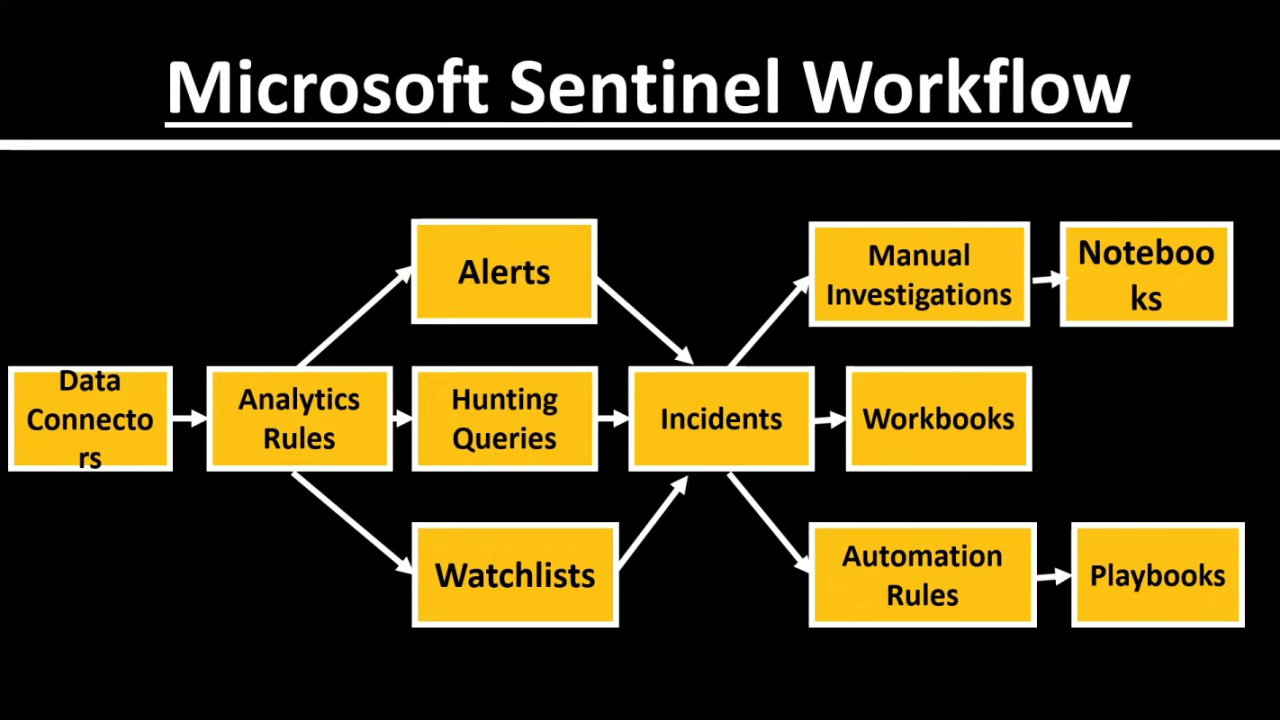 Microsoft Sentinel Workflow
Alerts
Manual
Investigations
Noteboo
ks
Data
Connecto
rs
Analytics
Rules
Hunting
Queries
Incidents
Workbooks
Watchlists
Automation
Rules
Playbooks